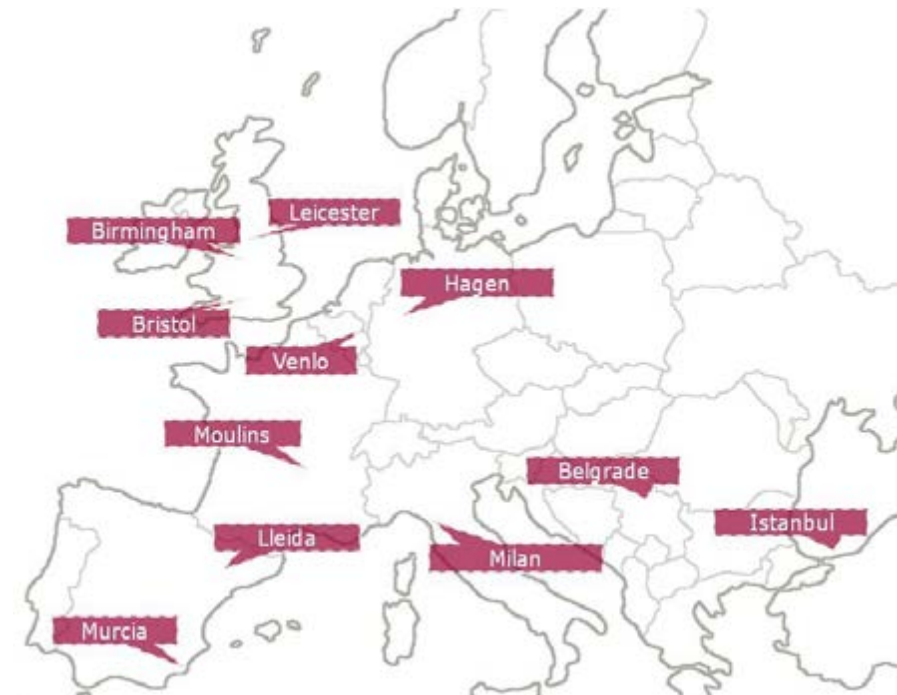 Leicester
Birmingham
Hagen
Bristol
Venlo
Moulins
Belgrade
Istanbul
Lleida
Milan
Murcia